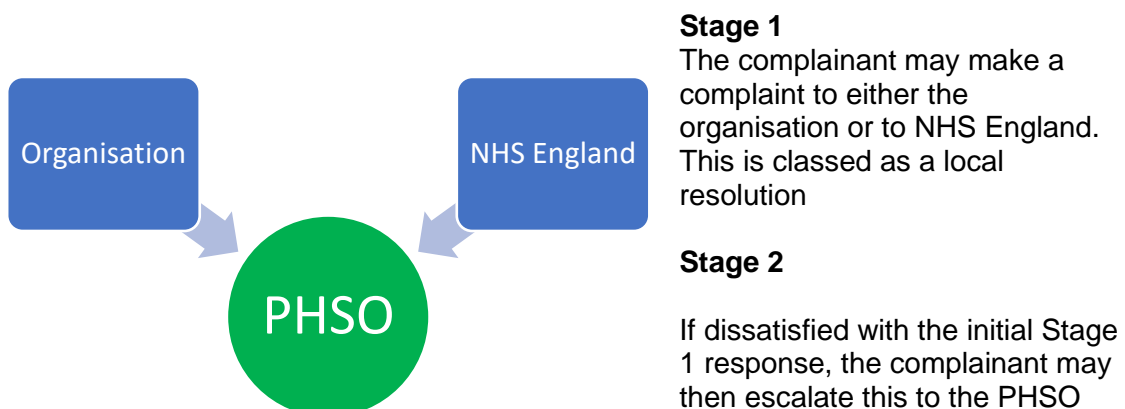 Organisation
NHS England
PHSO
Stage 1
The complainant may make a
complaint to either the
organisation or to NHS England.
This is classed as a local
resolution
Stage 2
If dissatisfied with the initial Stage
1 response, the complainant may
then escalate this to the PHSO